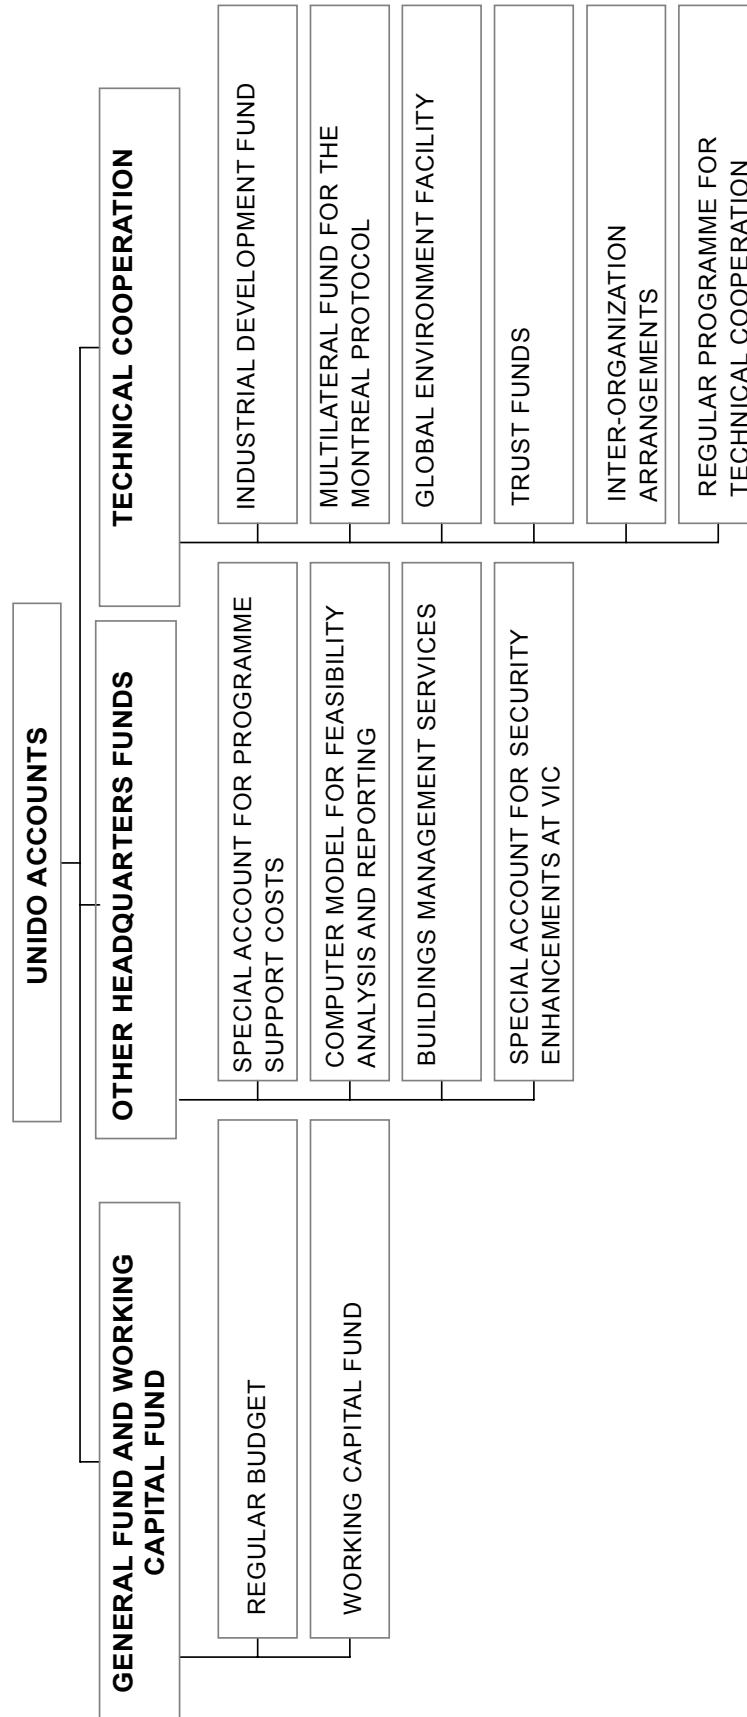 UNIDO ACCOUNTS
GENERAL FUND AND WORKING
CAPITAL FUND
REGULAR BUDGET
WORKING CAPITAL FUND
OTHER HEADQUARTERS FUNDS
SPECIAL ACCOUNT FOR PROGRAMME
SUPPORT COSTS
COMPUTER MODEL FOR FEASIBILITY
ANALYSIS AND REPORTING
BUILDINGS MANAGEMENT SERVICES
SPECIAL ACCOUNT FOR SECURITY
ENHANCEMENTS AT VIC
TECHNICAL COOPERATION
INDUSTRIAL DEVELOPMENT FUND
MULTILATERAL FUND FOR THE
MONTREAL PROTOCOL
GLOBAL ENVIRONMENT FACILITY
TRUST FUNDS
INTER-ORGANIZATION
ARRANGEMENTS
REGULAR PROGRAMME FOR
TECHNICAL COOPERATION